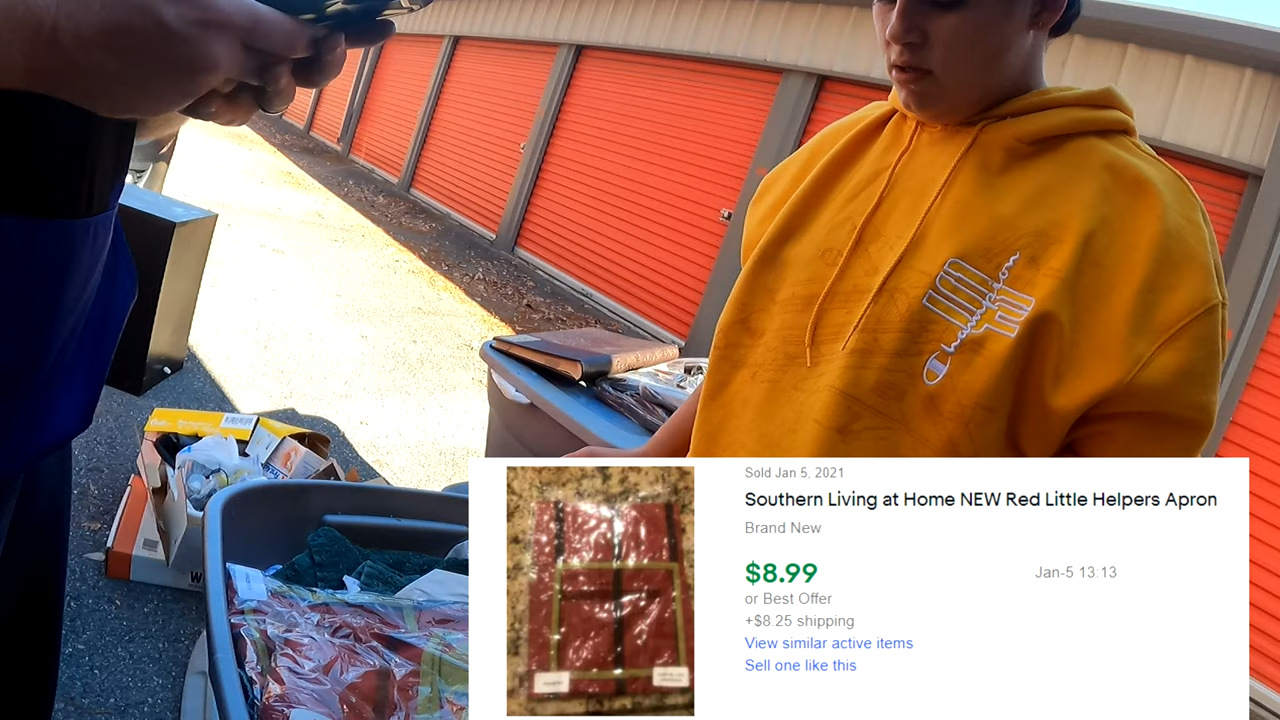 Champion
Sold Jan 5, 2021
Southern Living at Home NEW Red Little Helpers Apron
Brand New
$8.99
Jan-5 13:13
or Best Offer
+$8.25 shipping
View similar active items
Sell one like this